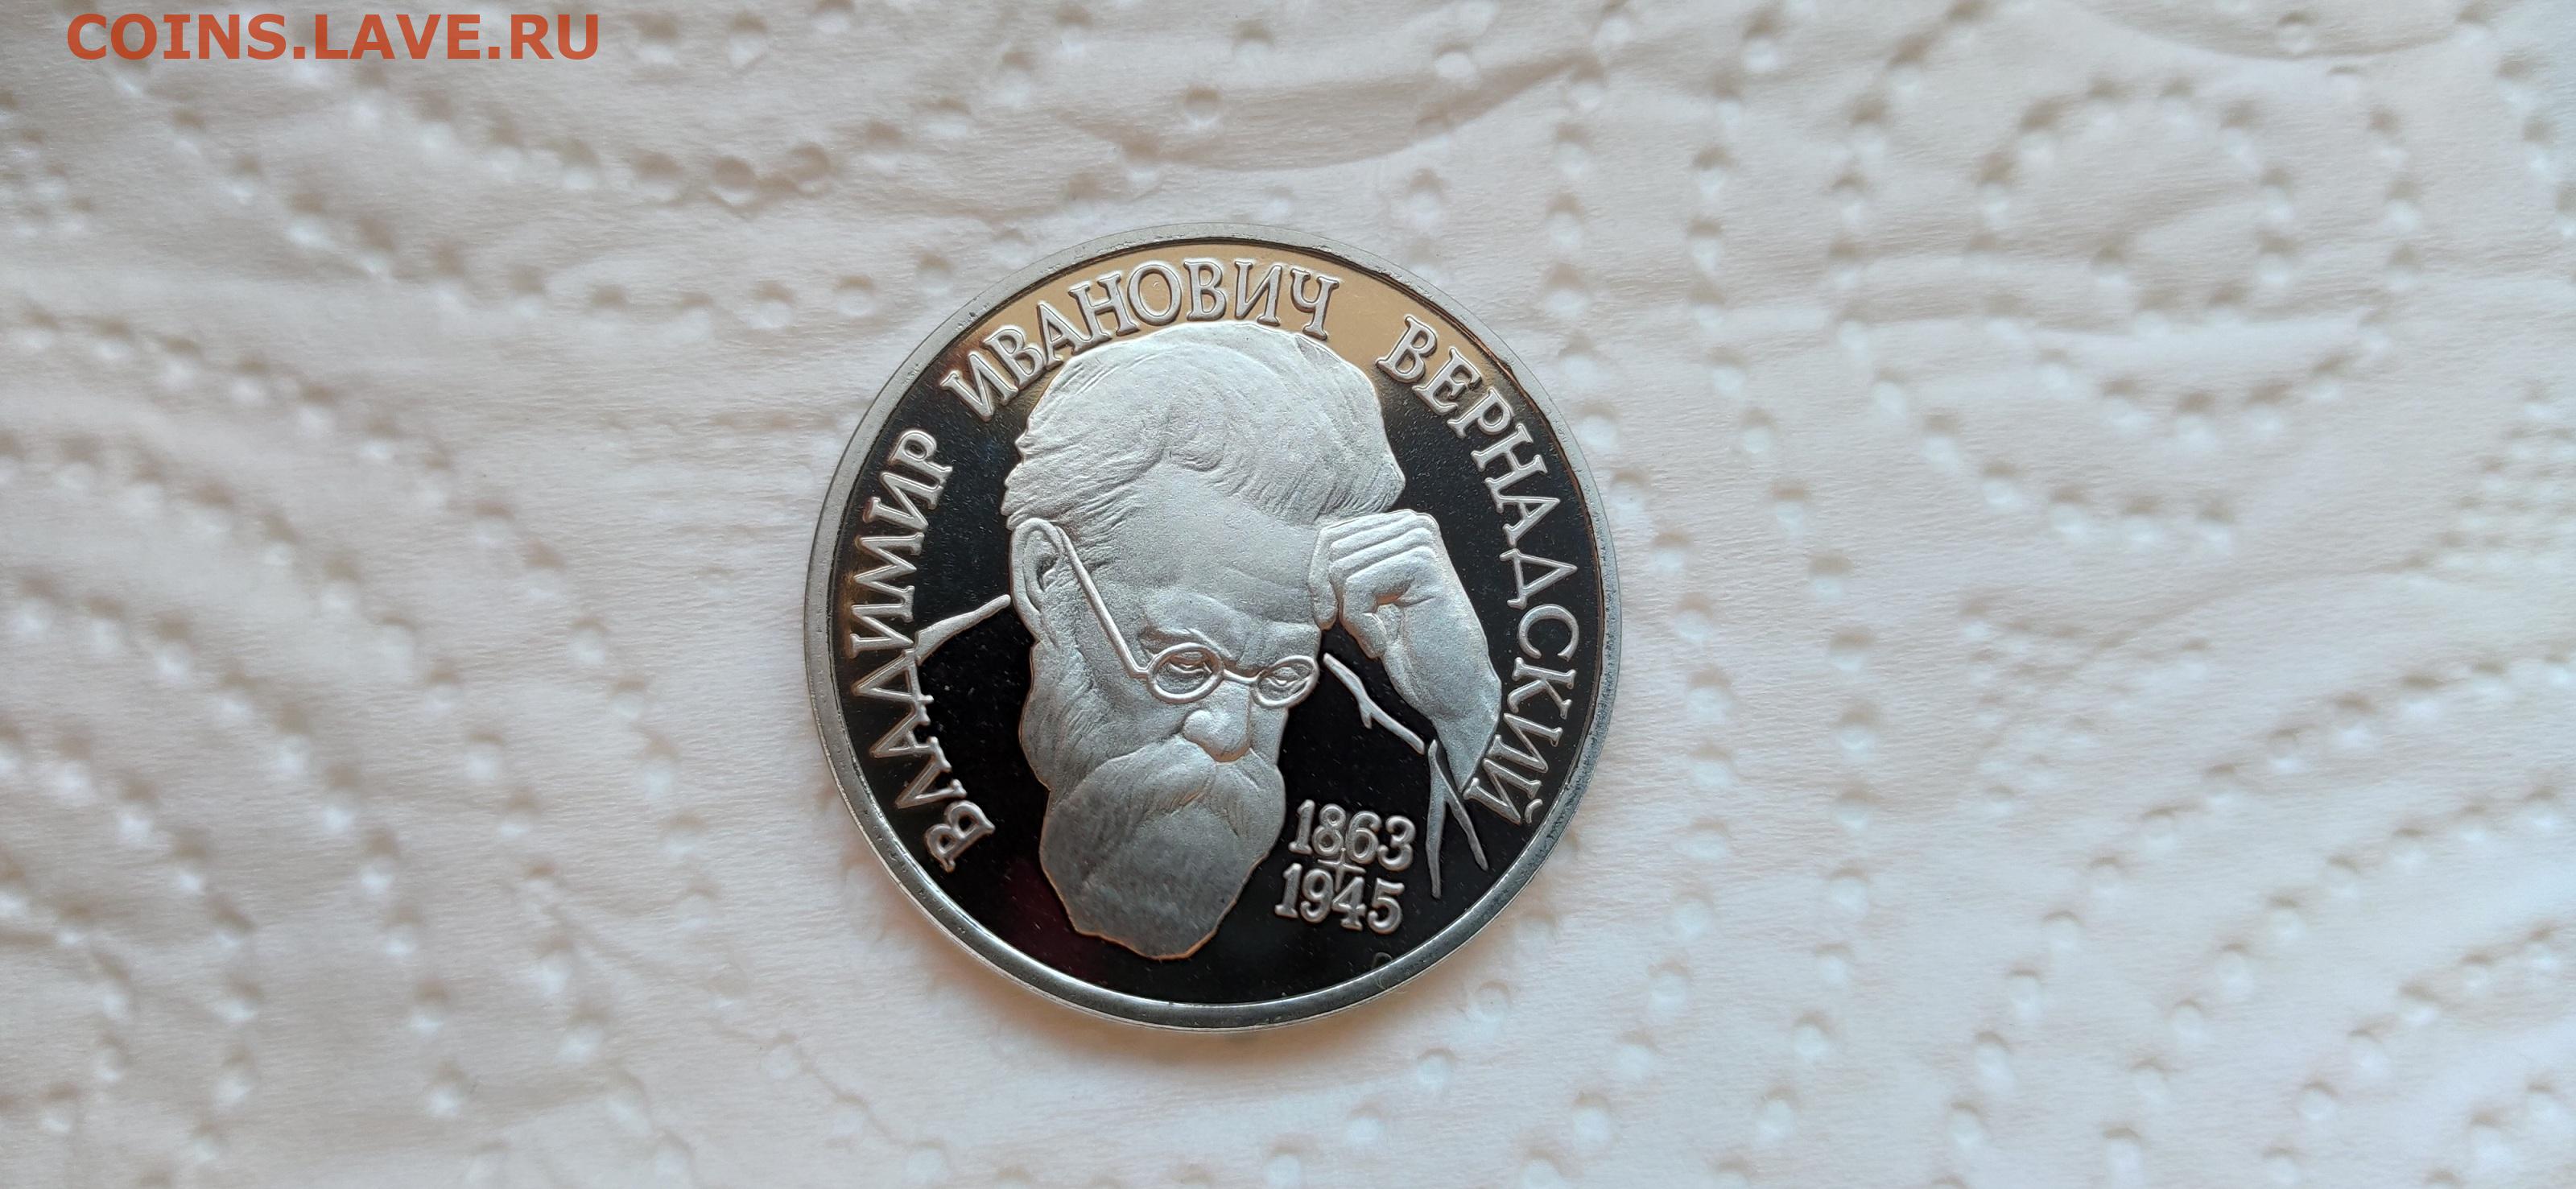 COINS.LAVE.RU
ВЛАДИМИР ИВАНОВИЧ ВЕРНАДСКИЙ
1863
1945